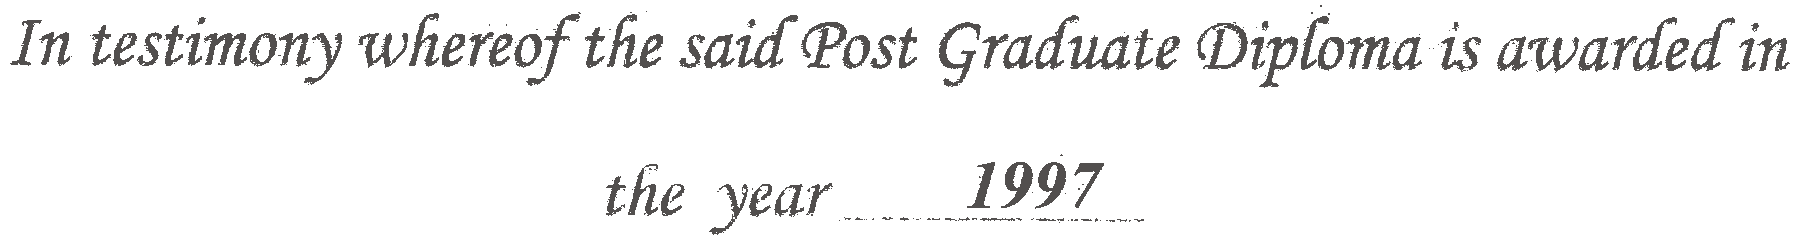 In testimony whereof the said Post Graduate Diploma is awarded in
the year 1997